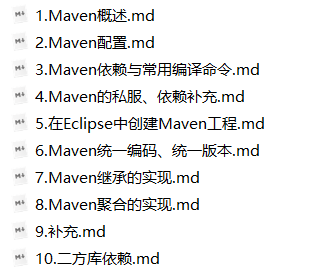 1.Maven概述.md
2.Maven配置.md
3.Maven依赖与常用编译命令.md
4.Maven的私服、依赖补充.md
5.在Eclipse中创建Maven工程.md
6.Maven统一编码、统一版本.md
7.Maven继承的实现.md
8.Maven聚合的实现.md
9.补充.md
10.二方库依赖.md